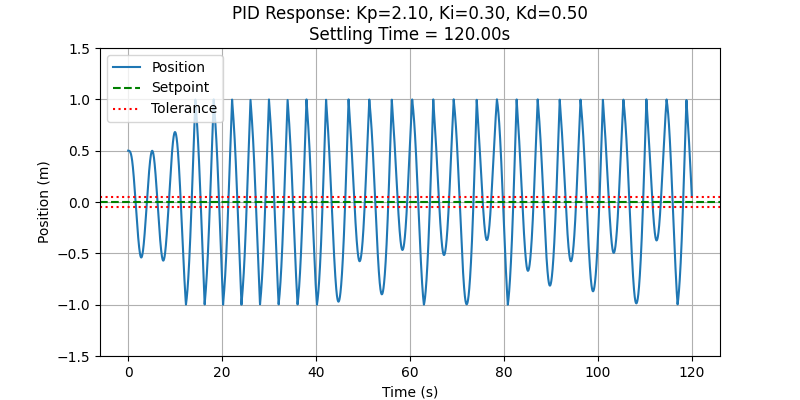 PID Response: Kp=2.10, Ki=0.30, Kd=0.50
Settling Time = 120.00s
1.5
1.0
0.5
0.0
−0.5
−1.0
−1.5
Position (m)
Position
Setpoint
Tolerance
0
20
40
60
80
100
120
Time (s)